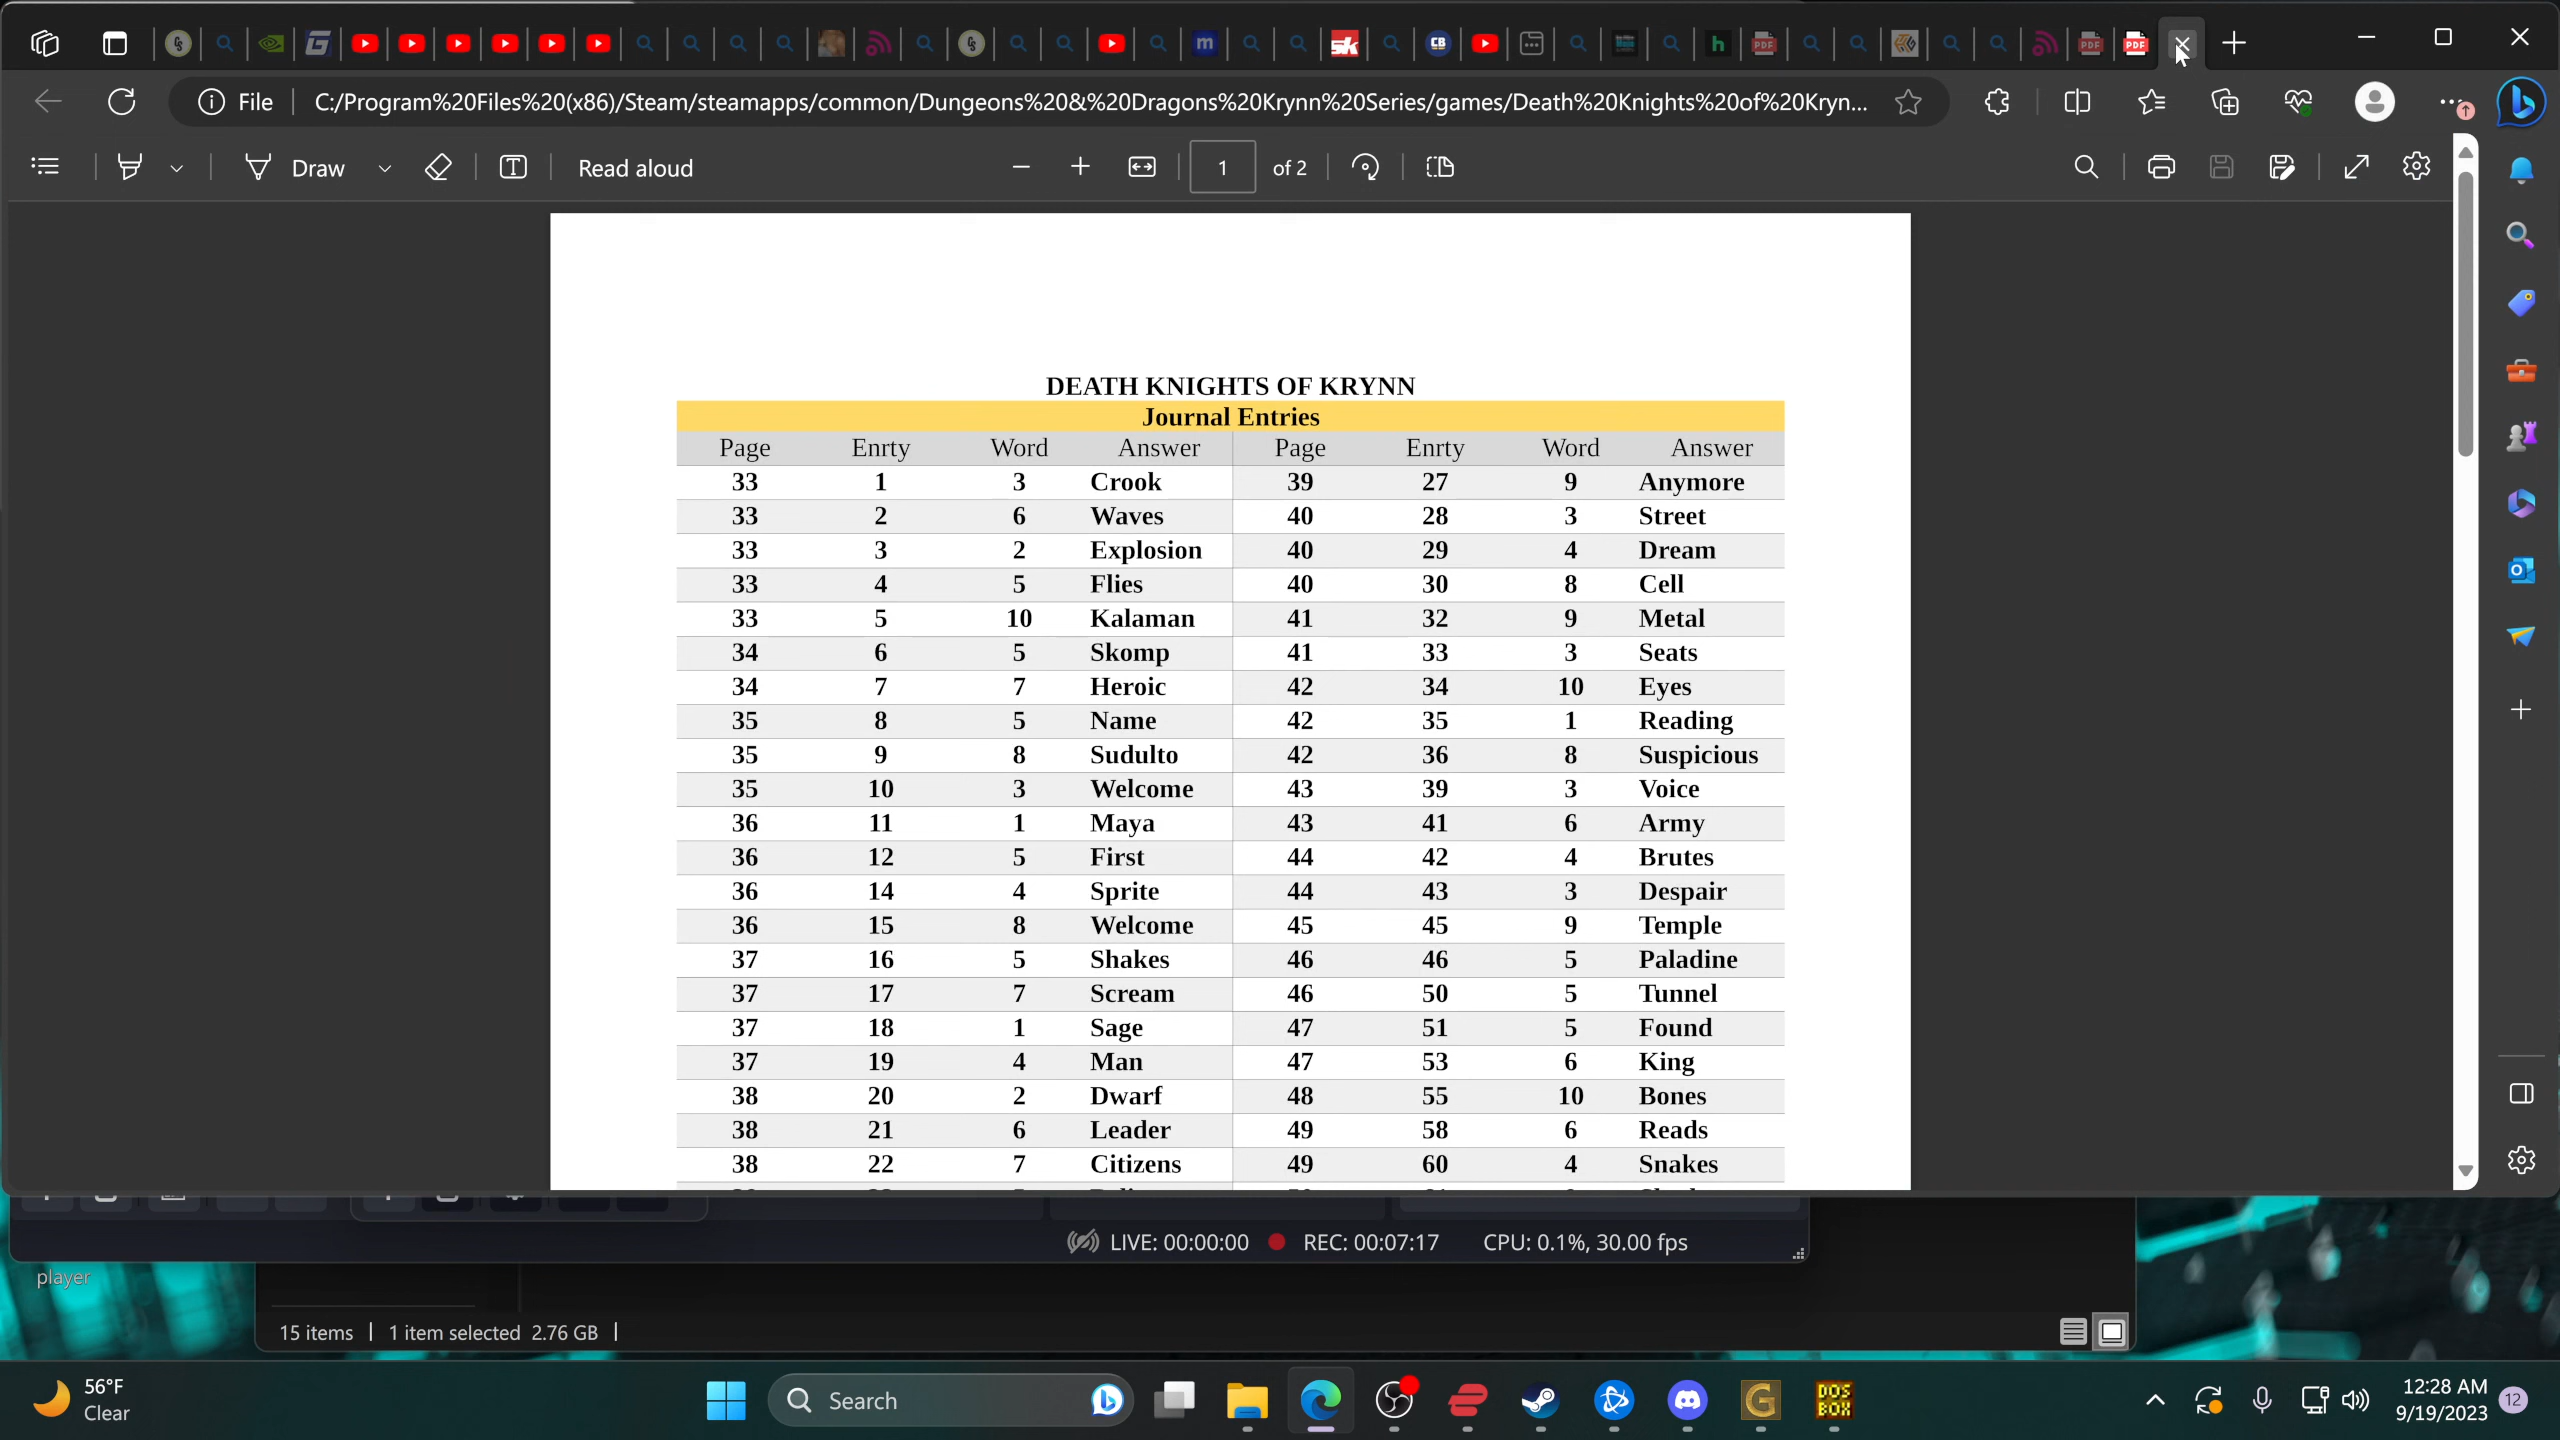 File C:/Program%20Files%20(x86)/Steam/steamapps/common/Dungeons%20&%20Dragons%20Krynn%20Series/games/Death%20Knights%20of%20Kryn...
Draw Read aloud 1 of 2
DEATH KNIGHTS OF KRYNN
Journal Entries
Page Enrty Word Answer Page Enrty Word Answer
33 1 3 Crook 39 27 9 Anymore
33 2 6 Waves 40 28 3 Street
33 3 2 Explosion 40 29 4 Dream
33 4 5 Flies 40 30 8 Cell
33 5 10 Kalaman 41 32 9 Metal
34 6 5 Skomp 41 33 3 Seats
34 7 7 Heroic 42 34 10 Eyes
35 8 5 Name 42 35 1 Reading
35 9 8 Sudulto 42 36 8 Suspicious
35 10 3 Welcome 43 39 3 Voice
36 11 1 Maya 43 41 6 Army
36 12 5 First 44 42 4 Brutes
36 14 4 Sprite 44 43 3 Despair
36 15 8 Welcome 45 45 9 Temple
37 16 5 Shakes 46 46 5 Paladine
37 17 7 Scream 46 50 5 Tunnel
37 18 1 Sage 47 51 5 Found
37 19 4 Man 47 53 6 King
38 20 2 Dwarf 48 55 10 Bones
38 21 6 Leader 49 58 6 Reads
38 22 7 Citizens 49 60 4 Snakes
LIVE: 00:00:00 REC: 00:07:17 CPU: 0.1%, 30.00 fps
player
15 items 1 item selected 2.76 GB
56°F
Clear
Search
DOS
BOX
12:28 AM
9/19/2023
12